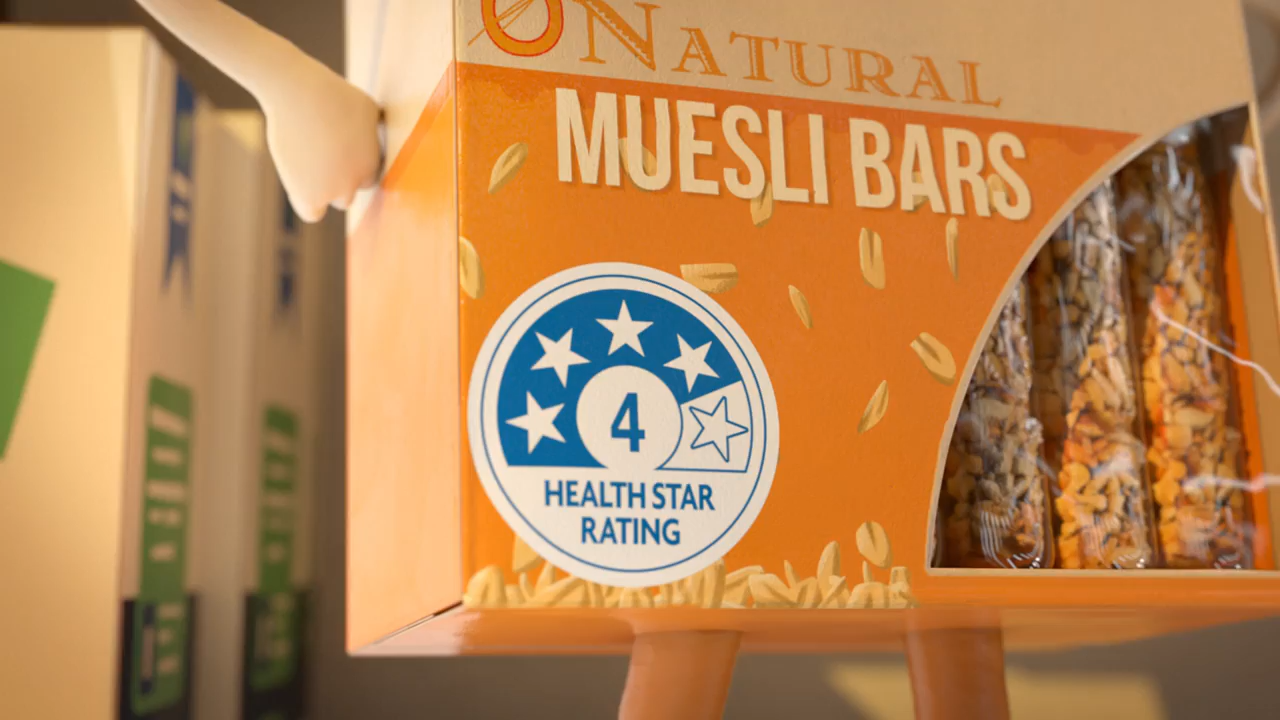 NATURAL
MUESLI BARS
4
HEALTH STAR
RATING